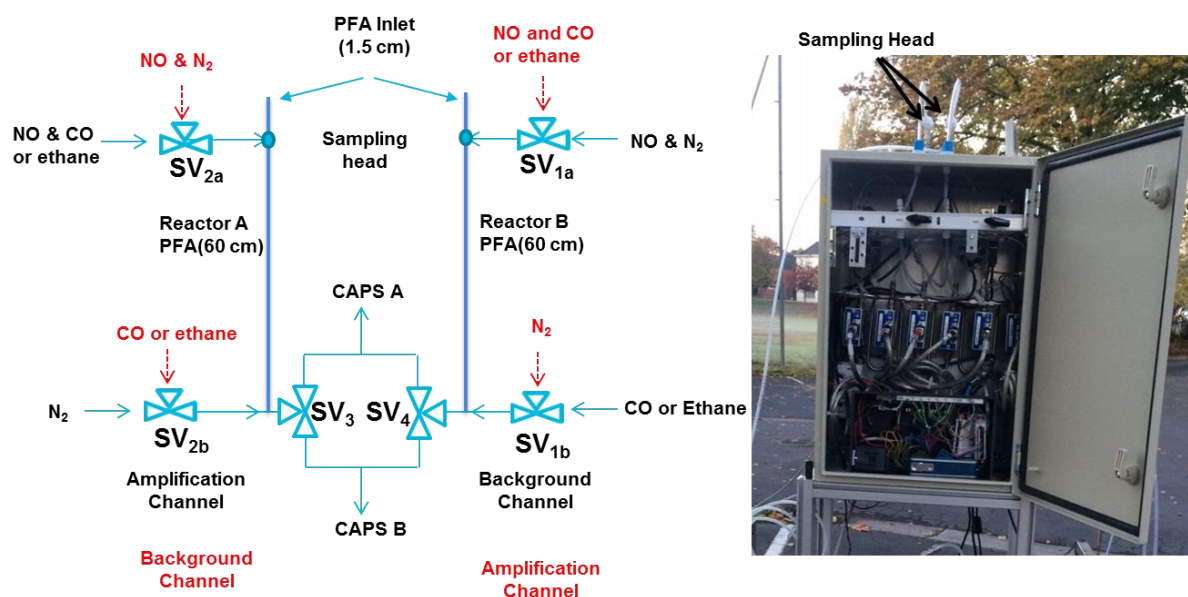 PFA Inlet
(1.5 cm)
NO & N₂
NO and CO
or ethane
Sampling Head
NO & CO
or ethane
SV₂ₐ
Sampling
head
SV₁ₐ
NO & N₂
Reactor A
PFA(60 cm)
Reactor B
PFA(60 cm)
CAPS A
CO or ethane
N₂
N₂
SV₃
SV₄
CO or Ethane
SV₂b
SV₁b
Amplification
Channel
Background
Channel
CAPS B
Background
Channel
Amplification
Channel